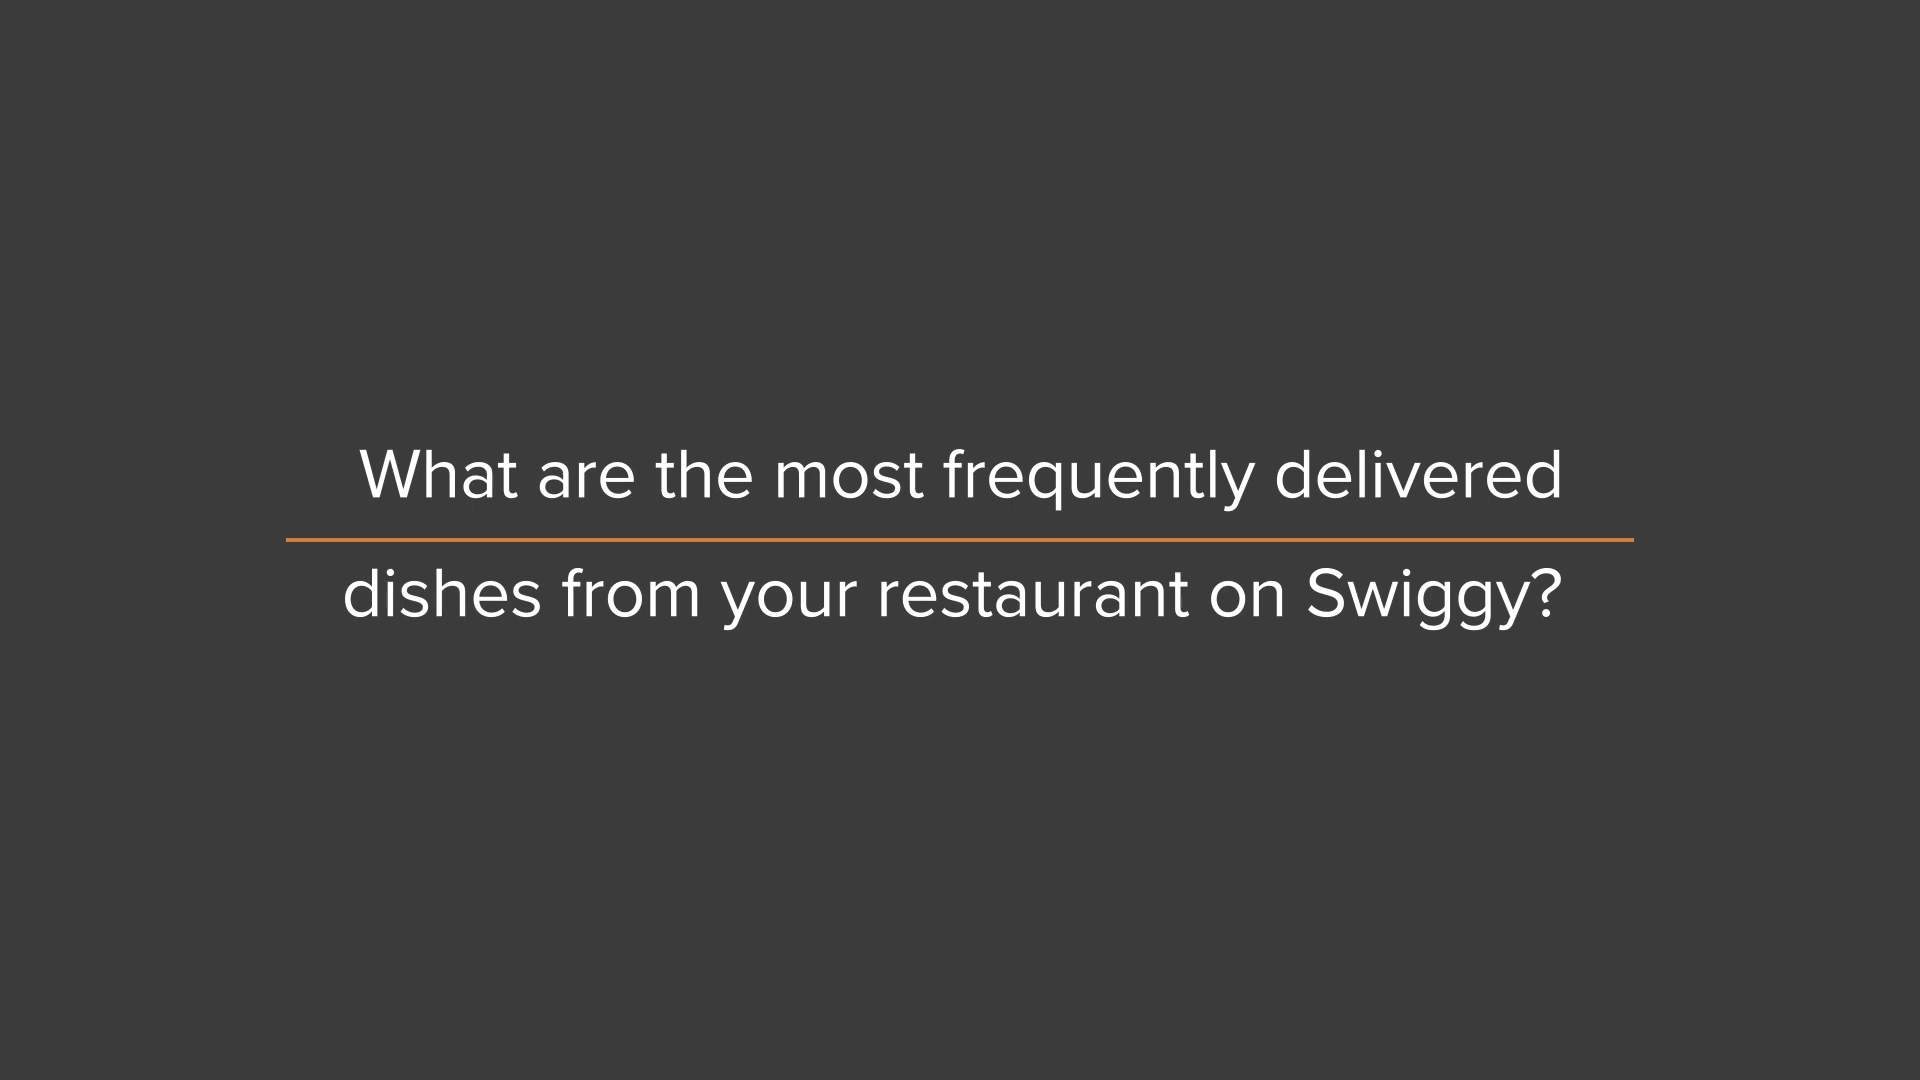 What are the most frequently delivered
dishes from your restaurant on Swiggy?